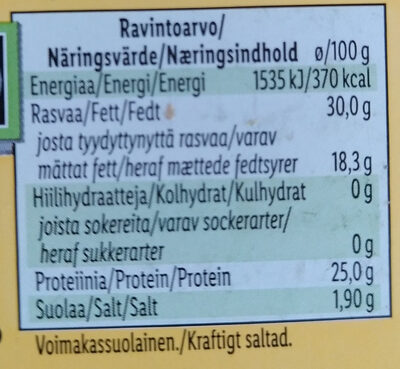 Ravintoarvo/
Näringsvärde/Næringsindhold ø/100 g
Energiaa/Energi/Energi 1535 kJ/370 kcal
Rasvaa/Fett/Fedt 30,0 g
josta tyydyttynyttä rasvaa/varav
mättat fett/heraf mættede fedtsyrer 18,3 g
Hiilihydraatteja/Kolhydrat/Kulhydrat 0 g
joista sokereita/varav sockerarter/
heraf sukkerarter 0 g
Proteiinia/Protein/Protein 25,0 g
Suolaa/Salt/Salt 1,90 g
Voimakassuolainen./Kraftigt saltad.